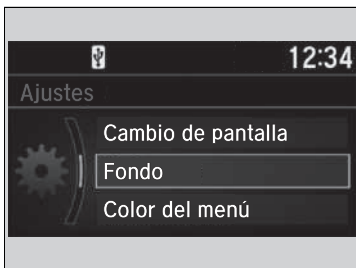 12:34
Ajustes
Cambio de pantalla
Fondo
Color del menú